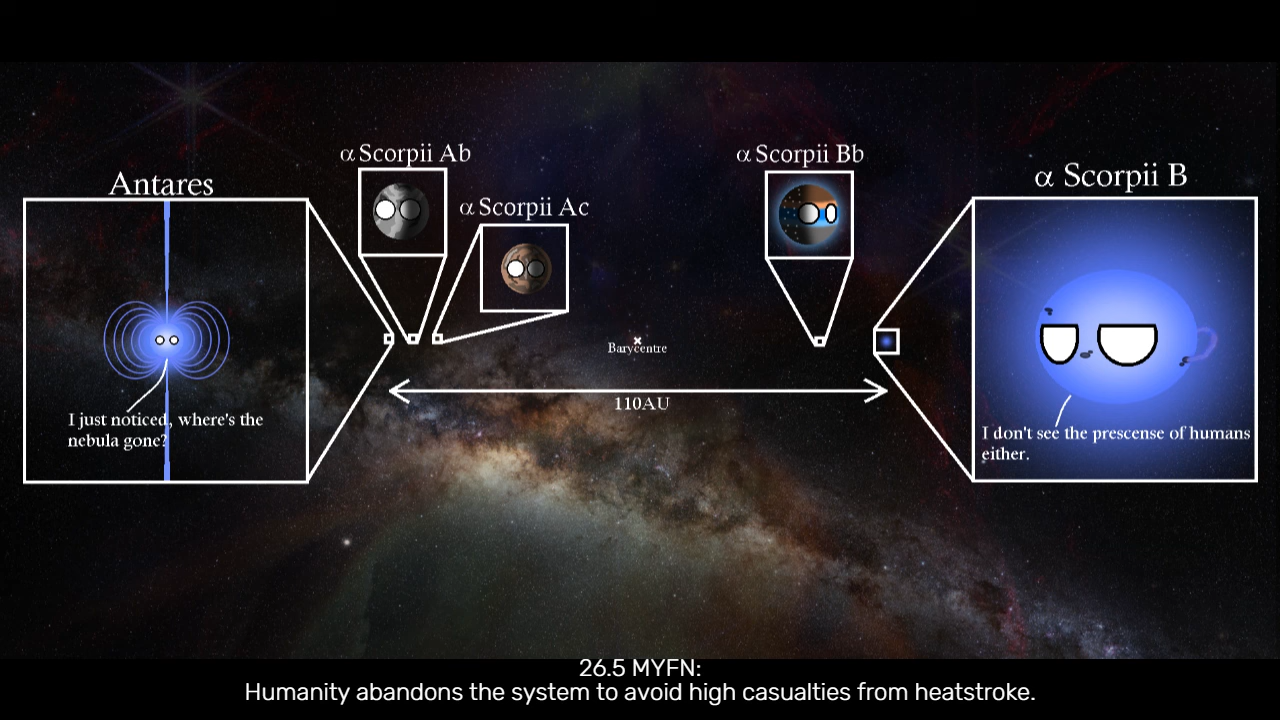 Antares
α Scorpii Ab
α Scorpii Ac
α Scorpii Bb
α Scorpii B
Barycentre
110AU
I just noticed, where's the
nebula gone?
I don't see the prescense of humans
either.
26.5 MYFN:
Humanity abandons the system to avoid high casualties from heatstroke.